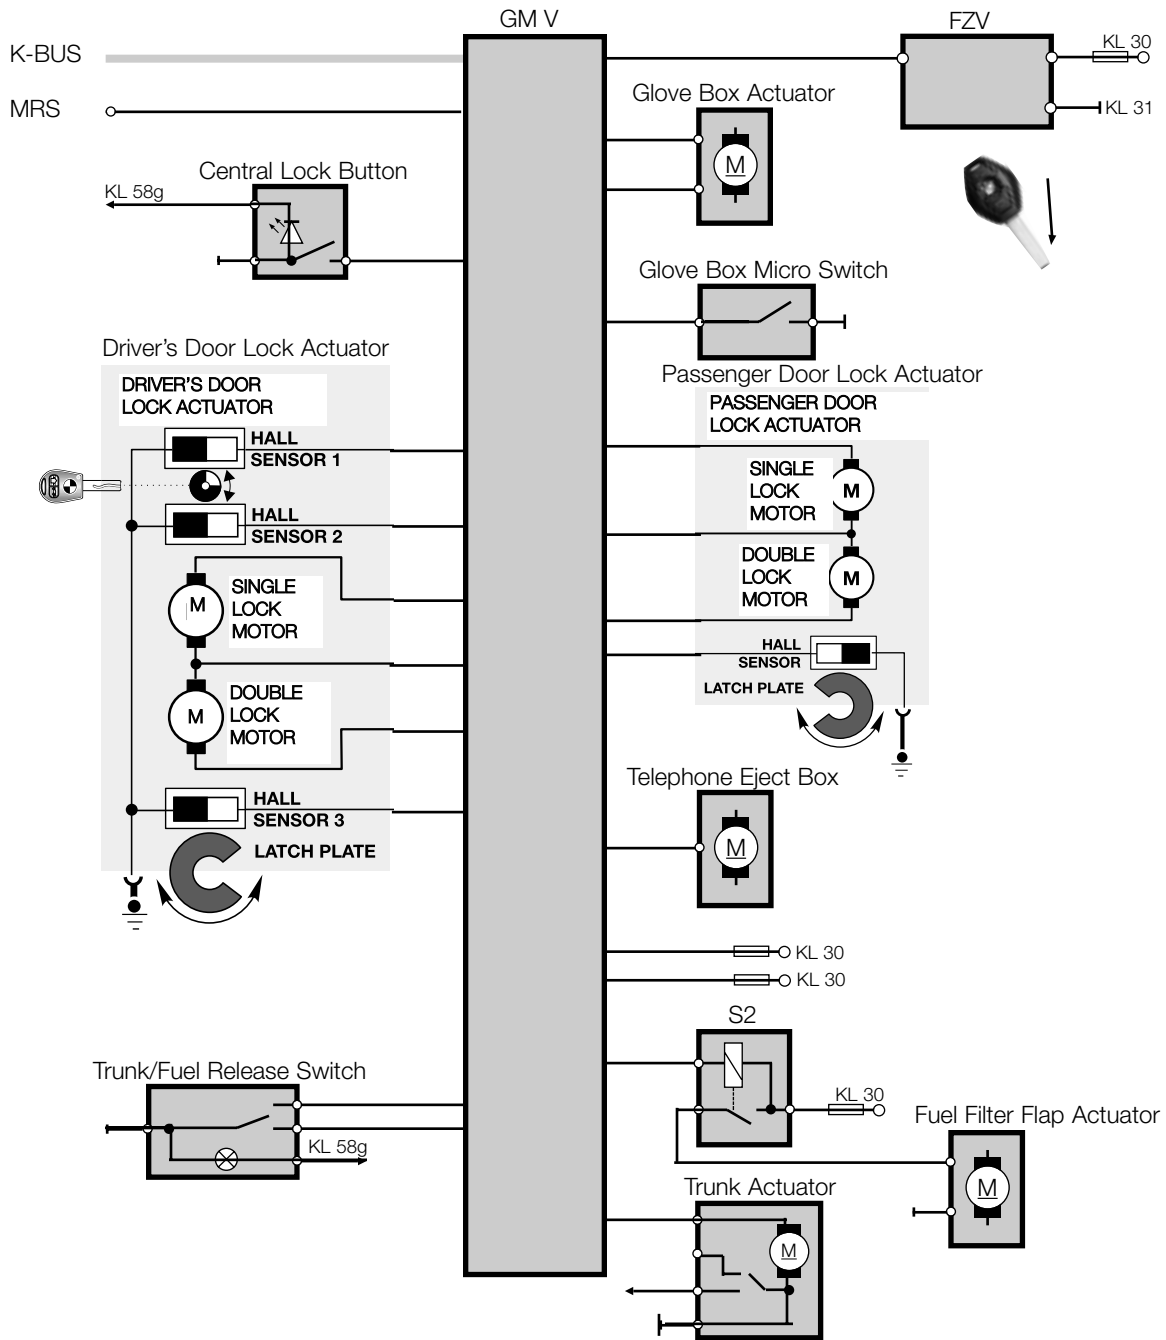 GM V
FZV
K-BUS
KL 30
Glove Box Actuator
MRS
KL 31
M
Central Lock Button
KL 58g
Glove Box Micro Switch
Driver's Door Lock Actuator
DRIVER'S DOOR
LOCK ACTUATOR
HALL
SENSOR 1
HALL
SENSOR 2
M
SINGLE
LOCK
MOTOR
M
DOUBLE
LOCK
MOTOR
HALL
SENSOR 3
LATCH PLATE
Passenger Door Lock Actuator
PASSENGER DOOR
LOCK ACTUATOR
SINGLE
LOCK
MOTOR
M
DOUBLE
LOCK
MOTOR
M
HALL
SENSOR
LATCH PLATE
Telephone Eject Box
M
KL 30
KL 30
S2
KL 30
Trunk/Fuel Release Switch
KL 58g
Fuel Filter Flap Actuator
M
Trunk Actuator
M